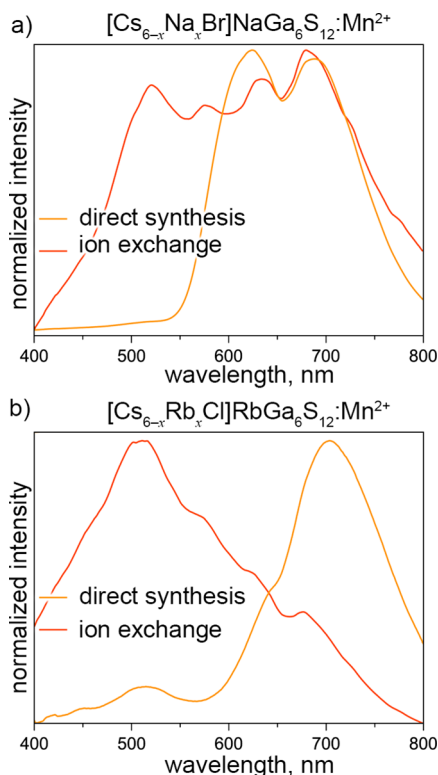 a) [Cs₆₋ₓNaₓBr]NaGa₆S₁₂:Mn²⁺
normalized intensity
direct synthesis
ion exchange
400 500 600 700 800
wavelength, nm
b) [Cs₆₋ₓRbₓCl]RbGa₆S₁₂:Mn²⁺
normalized intensity
direct synthesis
ion exchange
400 500 600 700 800
wavelength, nm